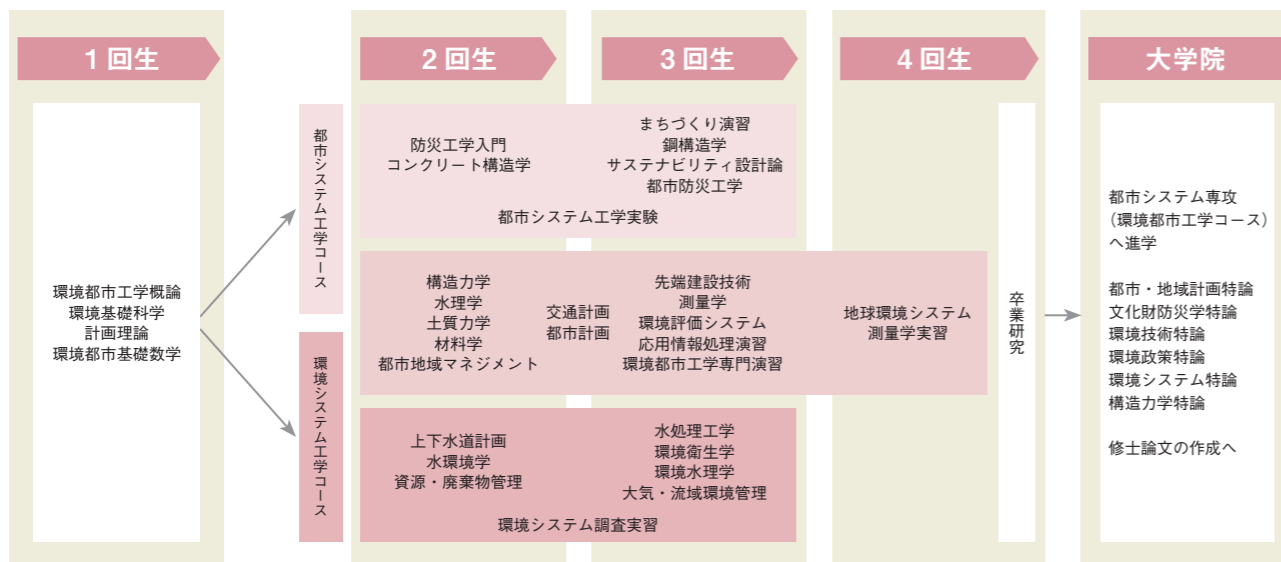 1回生
2回生
3回生
4回生
大学院
環境都市工学概論
環境基礎科学
計画理論
環境都市基礎数学
都市システム工学コース
環境システム工学コース
防災工学入門
コンクリート構造学
まちづくり演習
鋼構造学
サステナビリティ設計論
都市防災工学
都市システム工学実験
構造力学
水理学
土質力学
材料学
都市地域マネジメント
交通計画
都市計画
先端建設技術
測量学
環境評価システム
応用情報処理演習
環境都市工学専門演習
地球環境システム
測量学実習
上下水道計画
水環境学
資源・廃棄物管理
水処理工学
環境衛生学
環境水理学
大気・流域環境管理
環境システム調査実習
卒業研究
都市システム専攻
（環境都市工学コース）
へ進学
都市・地域計画特論
文化財防災学特論
環境技術特論
環境政策特論
環境システム特論
構造力学特論
修士論文の作成へ